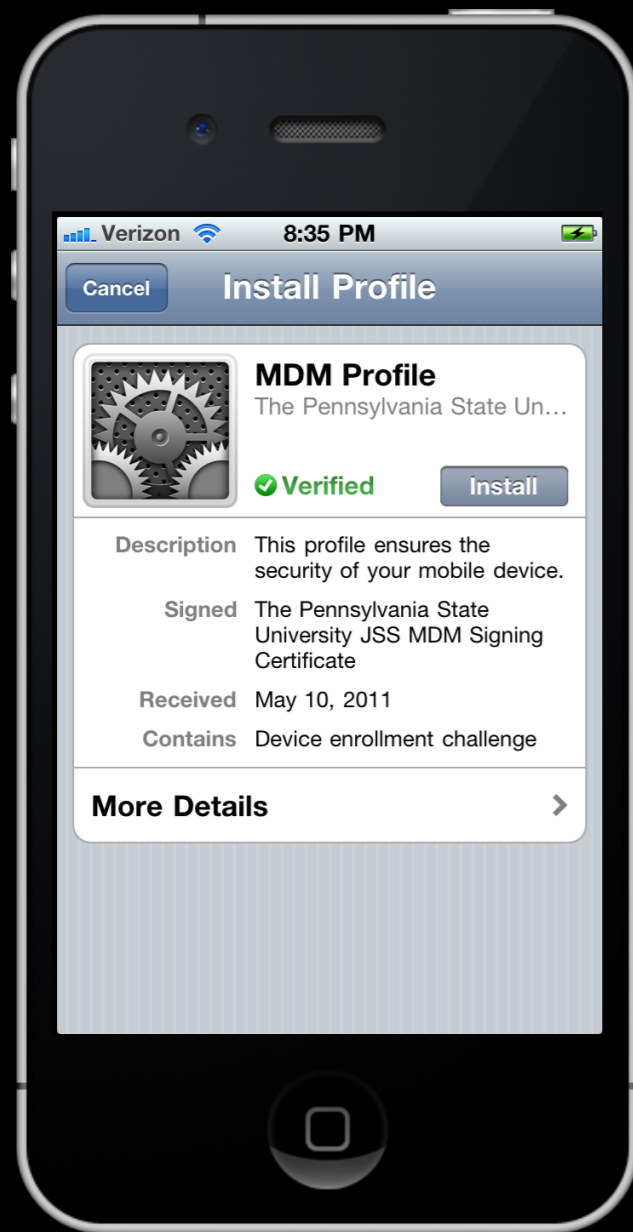 Verizon 8:35 PM
Cancel Install Profile
MDM Profile
The Pennsylvania State Un...
Verified Install
Description This profile ensures the
security of your mobile device.
Signed The Pennsylvania State
University JSS MDM Signing
Certificate
Received May 10, 2011
Contains Device enrollment challenge
More Details